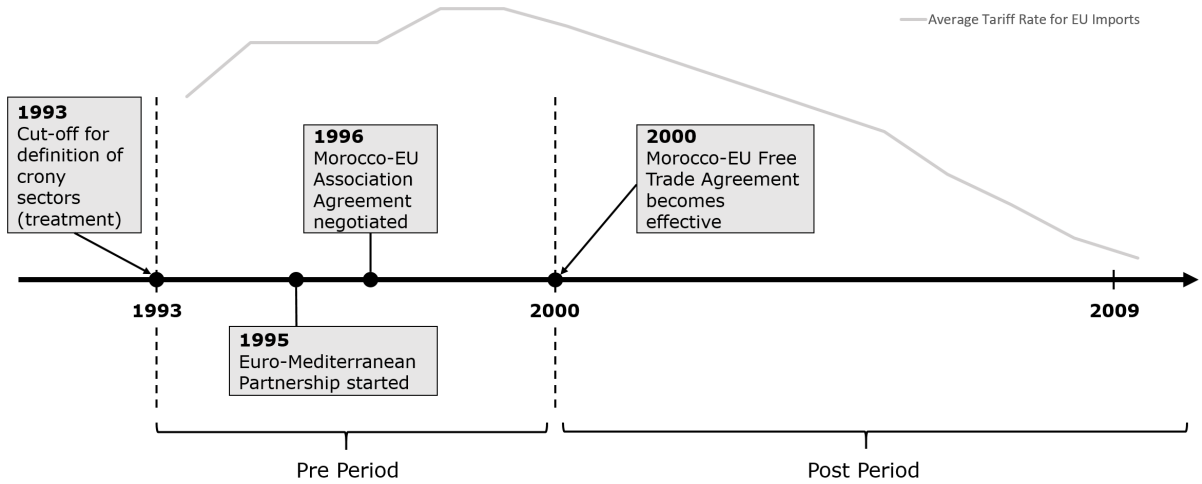 Average Tariff Rate for EU Imports
1993
Cut-off for
definition of
crony
sectors
(treatment)
1996
Morocco-EU
Association
Agreement
negotiated
2000
Morocco-EU Free
Trade Agreement
becomes
effective
1993
2000
2009
1995
Euro-Mediterranean
Partnership started
Pre Period
Post Period